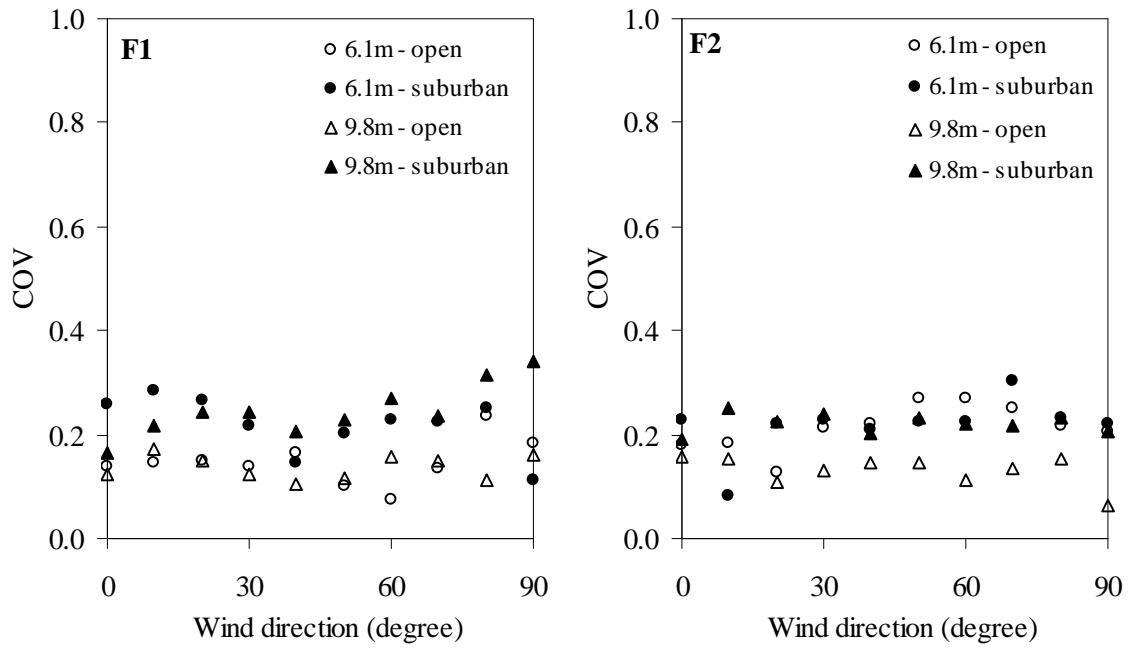 F1
6.1m - open
6.1m - suburban
9.8m - open
9.8m - suburban
1.0
0.8
0.6
0.4
0.2
0.0
COV
0 30 60 90
Wind direction (degree)
F2
6.1m - open
6.1m - suburban
9.8m - open
9.8m - suburban
1.0
0.8
0.6
0.4
0.2
0.0
COV
0 30 60 90
Wind direction (degree)